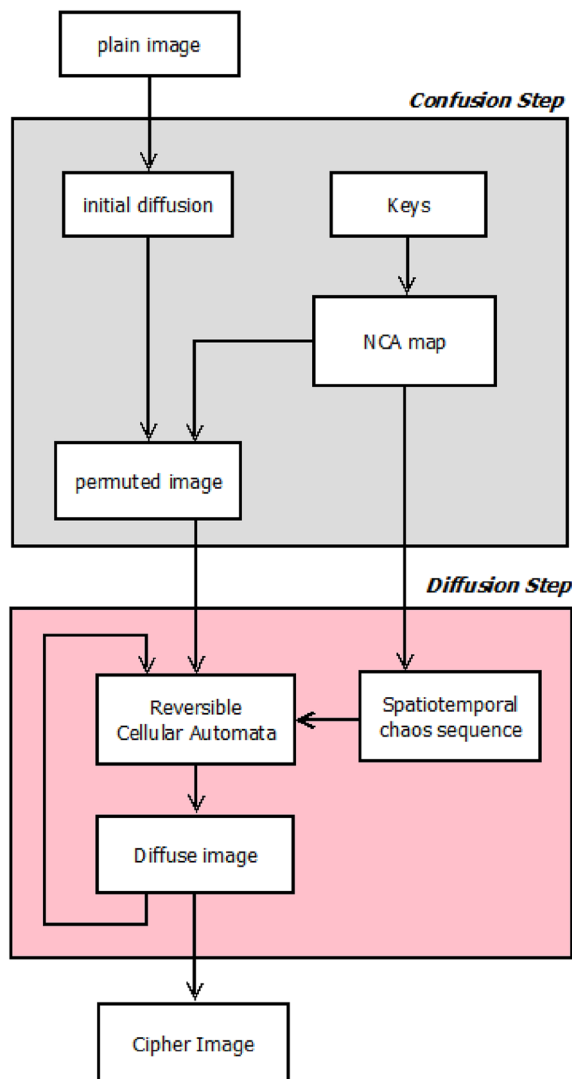 plain image
Confusion Step
initial diffusion
Keys
NCA map
permuted image
Diffusion Step
Reversible
Cellular Automata
Spatiotemporal
chaos sequence
Diffuse image
Cipher Image